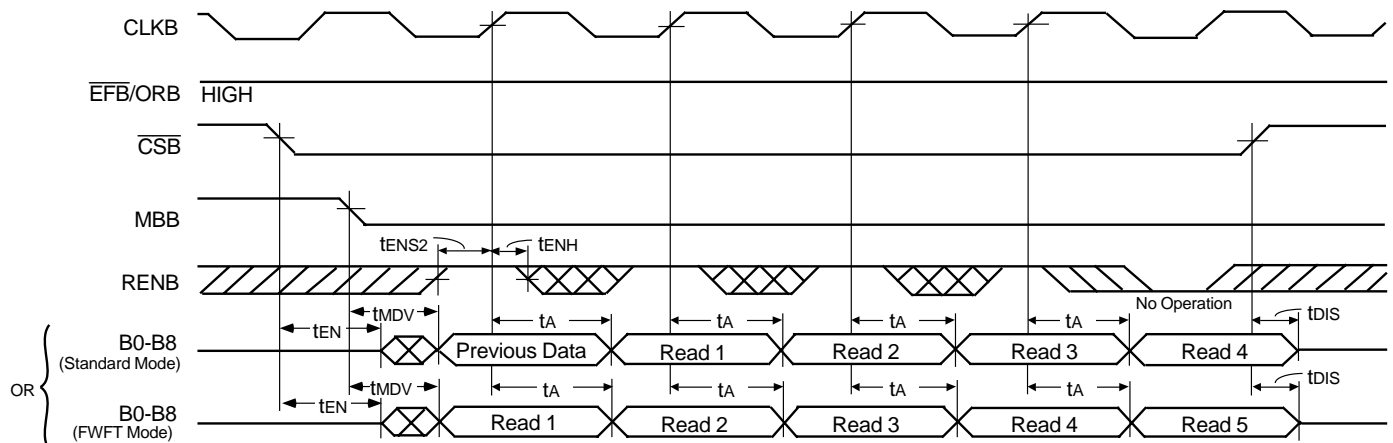 CLKB
EFB/ORB HIGH
CSB
MBB
tENS2 tENH
RENB
No Operation
tEN tMDV tA tA tA tA tDIS
B0-B8 Previous Data Read 1 Read 2 Read 3 Read 4
(Standard Mode)
OR
tEN tMDV tA tA tA tA tDIS
B0-B8 Read 1 Read 2 Read 3 Read 4 Read 5
(FWFT Mode)